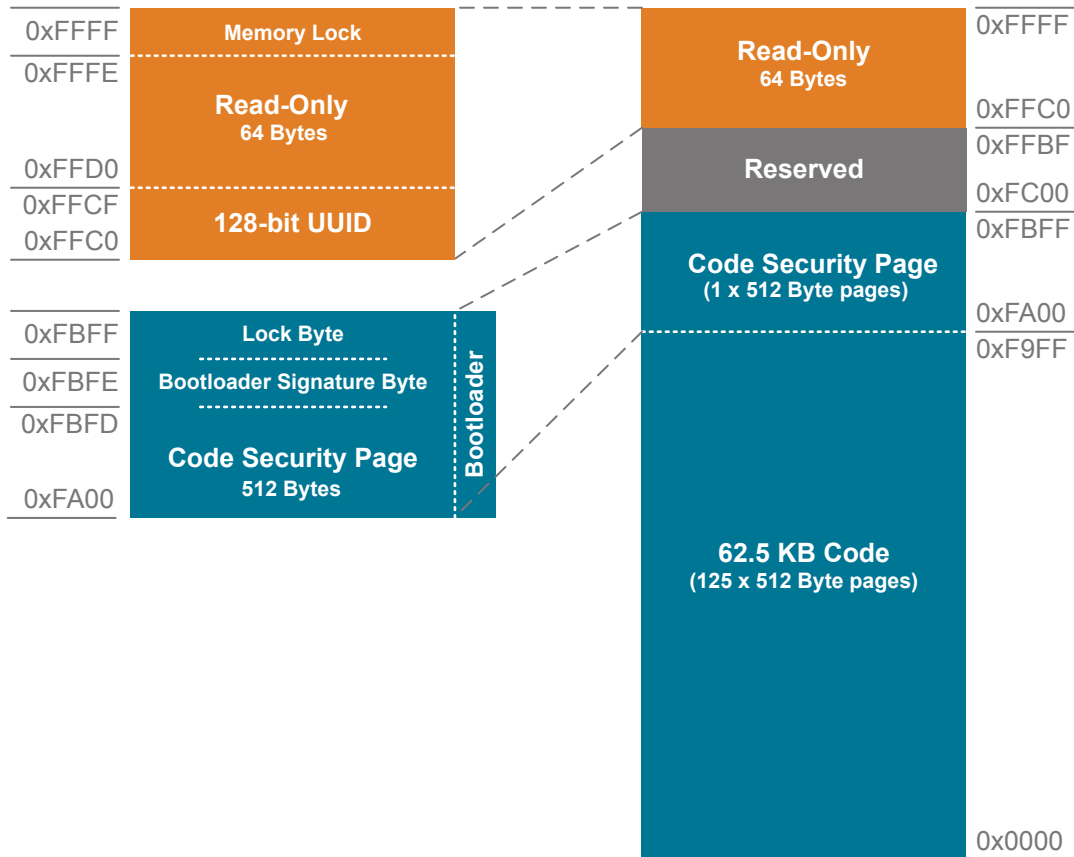 0xFFFF
Memory Lock
0xFFFE
Read-Only
64 Bytes
0xFFD0
0xFFCF
128-bit UUID
0xFFC0
0xFBFF
Lock Byte
0xFBFE
Bootloader Signature Byte
0xFBFD
Code Security Page
512 Bytes
0xFA00
Bootloader
0xFFFF
Read-Only
64 Bytes
0xFFC0
0xFFBF
Reserved
0xFC00
0xFBFF
Code Security Page
(1 x 512 Byte pages)
0xFA00
0xF9FF
62.5 KB Code
(125 x 512 Byte pages)
0x0000